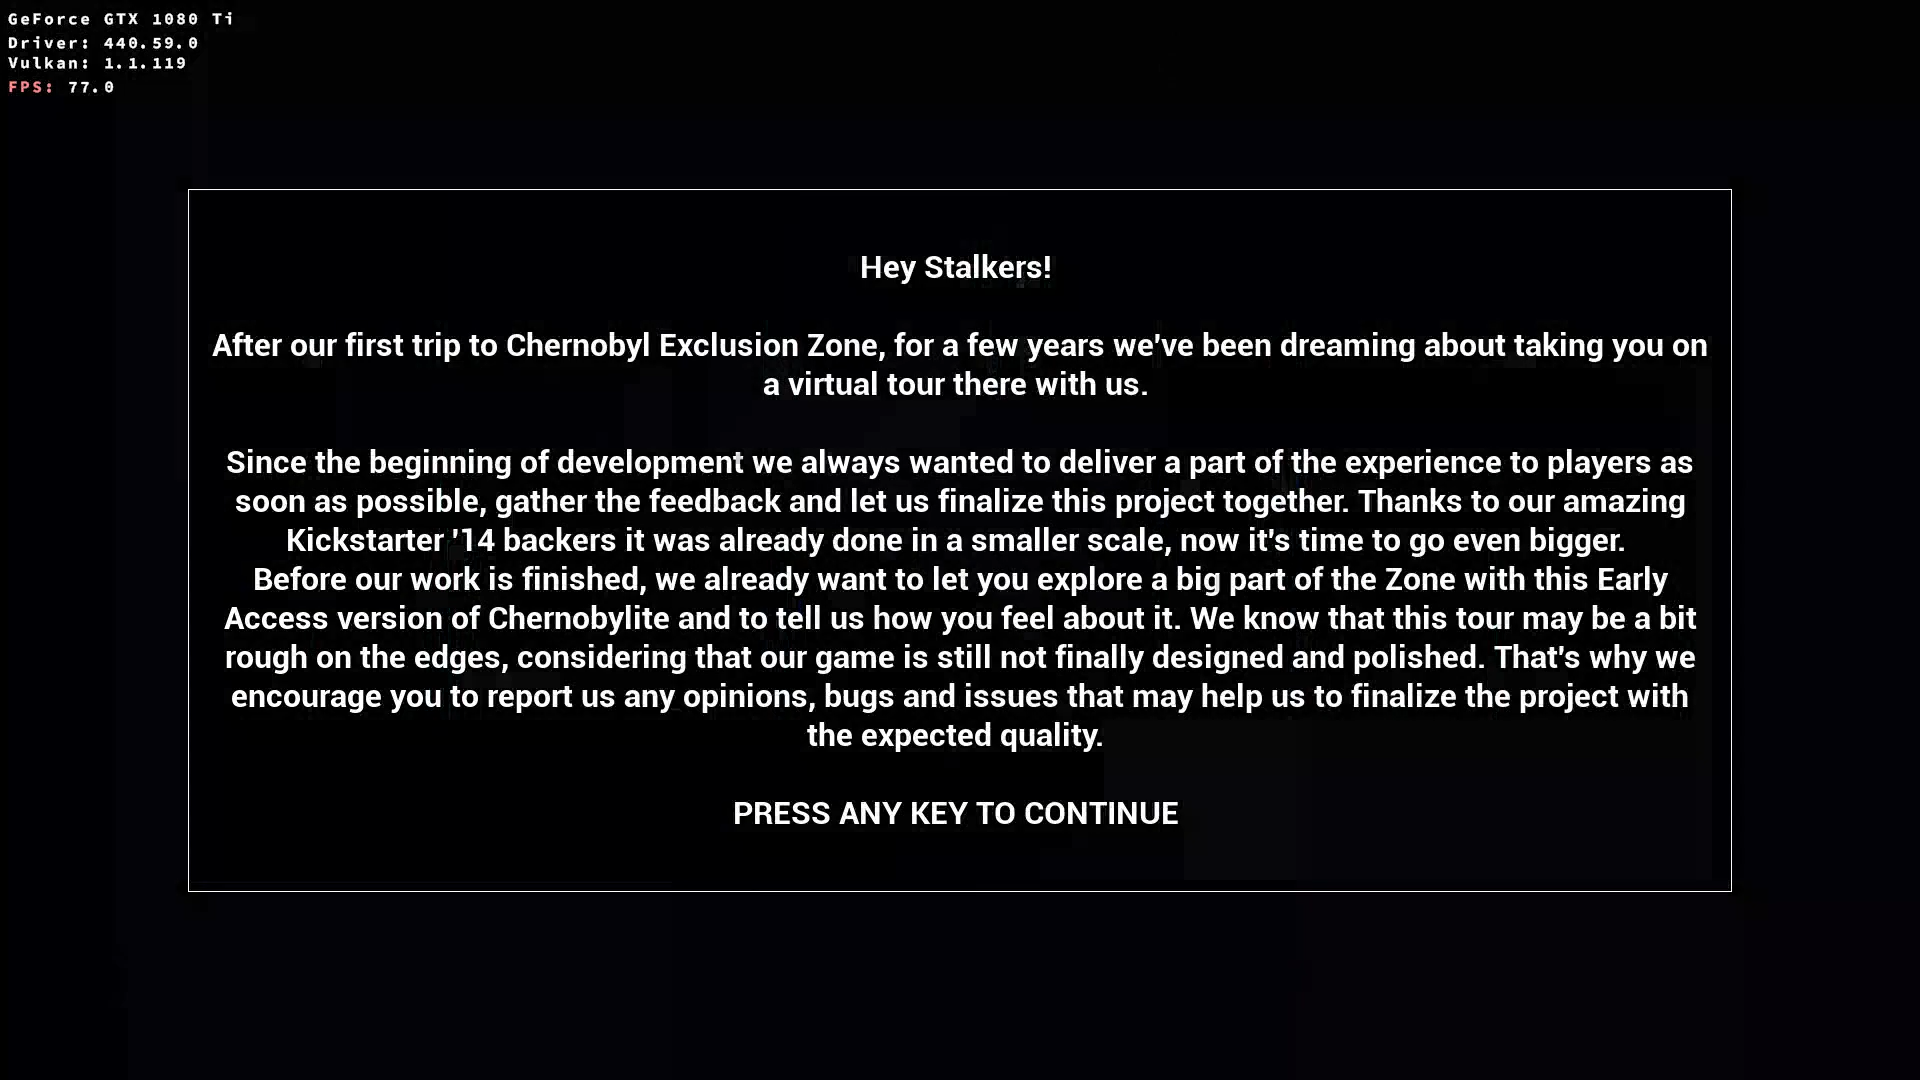 GeForce GTX 1080 Ti
Driver: 440.59.0
Vulkan: 1.1.119
FPS: 77.0
Hey Stalkers!
After our first trip to Chernobyl Exclusion Zone, for a few years we've been dreaming about taking you on
a virtual tour there with us.
Since the beginning of development we always wanted to deliver a part of the experience to players as
soon as possible, gather the feedback and let us finalize this project together. Thanks to our amazing
Kickstarter '14 backers it was already done in a smaller scale, now it's time to go even bigger.
Before our work is finished, we already want to let you explore a big part of the Zone with this Early
Access version of Chernobylite and to tell us how you feel about it. We know that this tour may be a bit
rough on the edges, considering that our game is still not finally designed and polished. That's why we
encourage you to report us any opinions, bugs and issues that may help us to finalize the project with
the expected quality.
PRESS ANY KEY TO CONTINUE